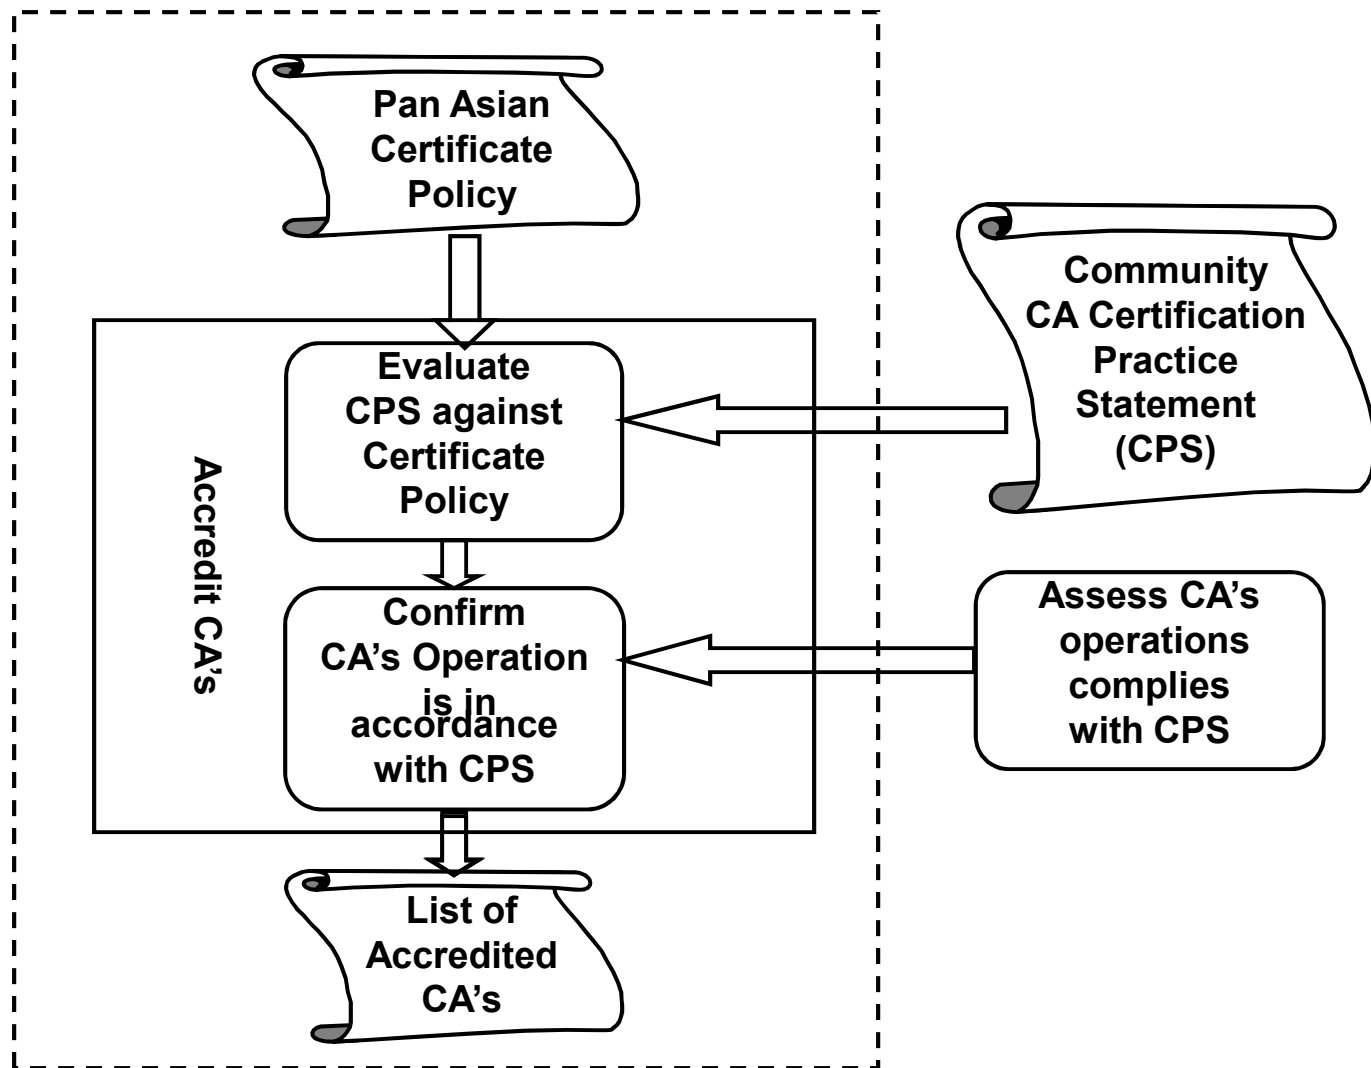 Pan Asian
Certificate
Policy
Community
CA Certification
Practice
Statement
(CPS)
Evaluate
CPS against
Certificate
Policy
Accredit CA's
Confirm
CA's Operation
is in
accordance
with CPS
Assess CA's
operations
complies
with CPS
List of
Accredited
CA's